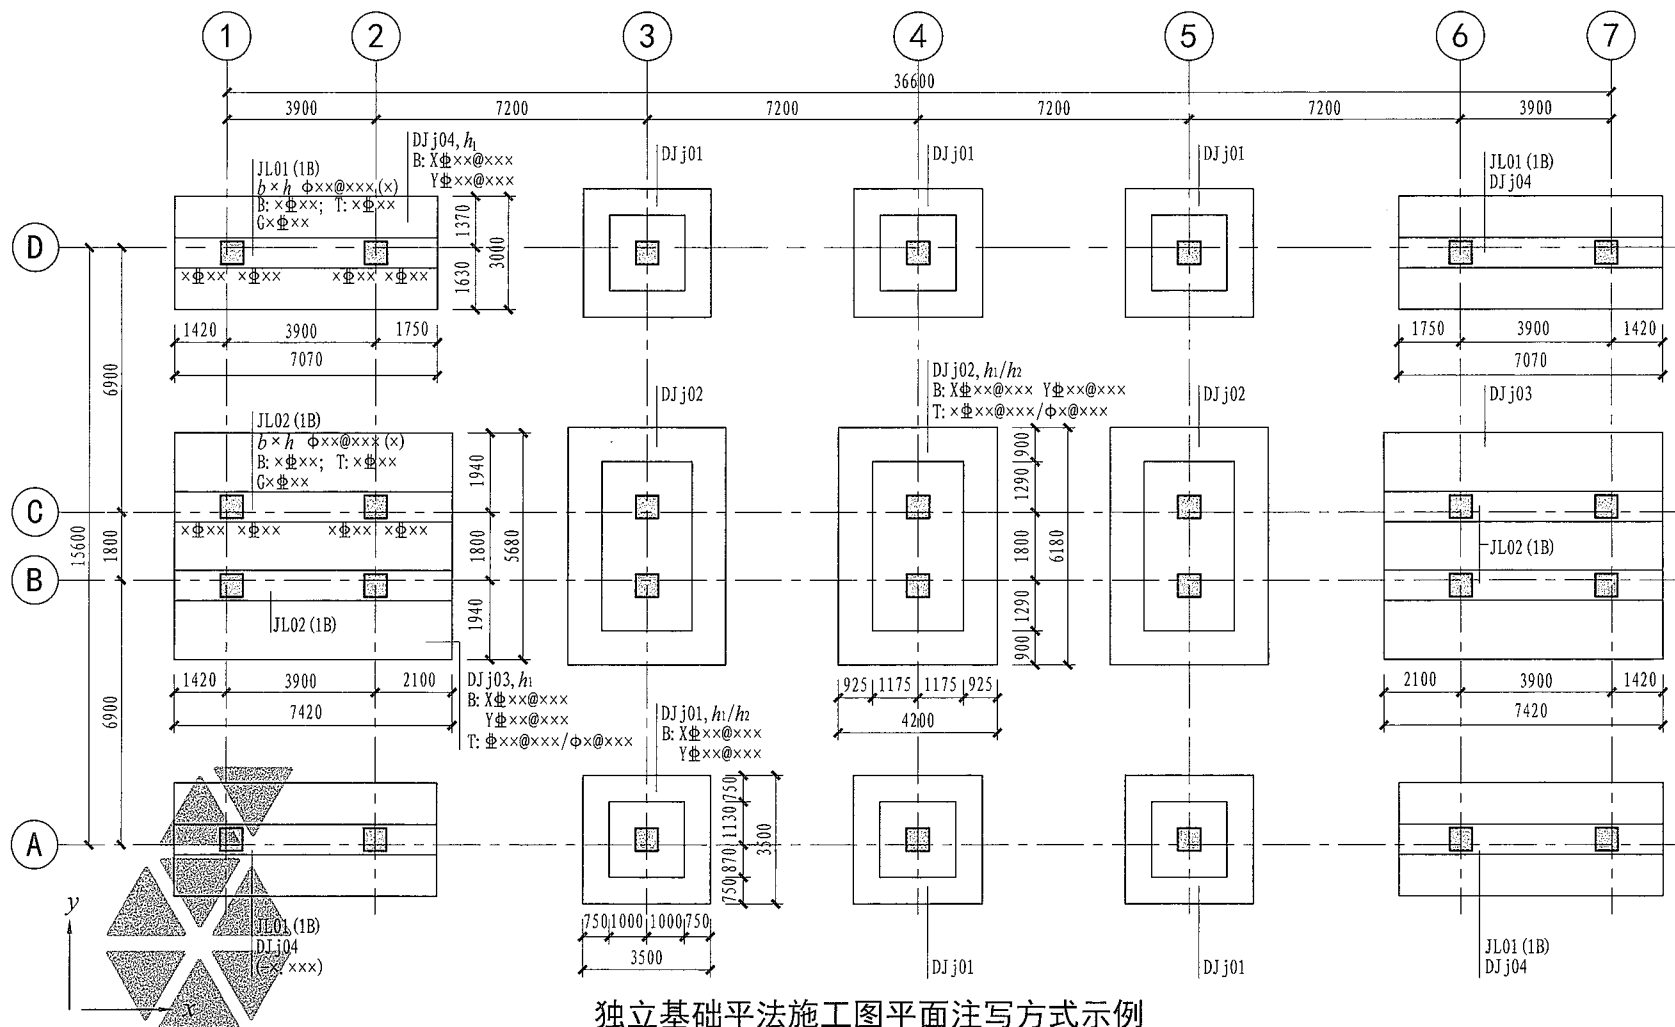 1 2 3 4 5 6 7
36600
3900 7200 7200 7200 7200 3900
DJj04, h₁
B: XΦ××@×××
YΦ××@×××
JL01(1B)
b×h Φ××@×××(×)
B: ×Φ××; T: ×Φ××
G×Φ××
DJj01
DJj01
DJj01
JL01(1B)
DJj04
D
1370
1630
3000
×Φ×× ×Φ×× ×Φ×× ×Φ××
1420 3900 1750
7070
1750 3900 1420
7070
6900
JL02(1B)
b×h Φ××@×××(×)
B: ×Φ××; T: ×Φ××
G×Φ××
DJj02
DJj02, h₁/h₂
B: XΦ××@××× YΦ××@×××
T: ×Φ××@×××/Φ×@×××
DJj02
DJj03
C
×Φ×× ×Φ×× ×Φ×× ×Φ××
1940
1800
1940
5680
900
1290
1800
1290
900
6180
JL02(1B)
15600
1800
B
JL02(1B)
1420 3900 2100
7420
DJj03, h₁
B: XΦ××@×××
YΦ××@×××
T: Φ××@×××/Φ×@×××
925 1175 1175 925
4200
2100 3900 1420
7420
6900
DJj01, h₁/h₂
B: XΦ××@×××
YΦ××@×××
A
750
1130
870
750
3500
750 1000 1000 750
3500
JL01(1B)
DJj04
(-×.×××)
DJj01
DJj01
JL01(1B)
DJj04
y
x
独立基础平法施工图平面注写方式示例